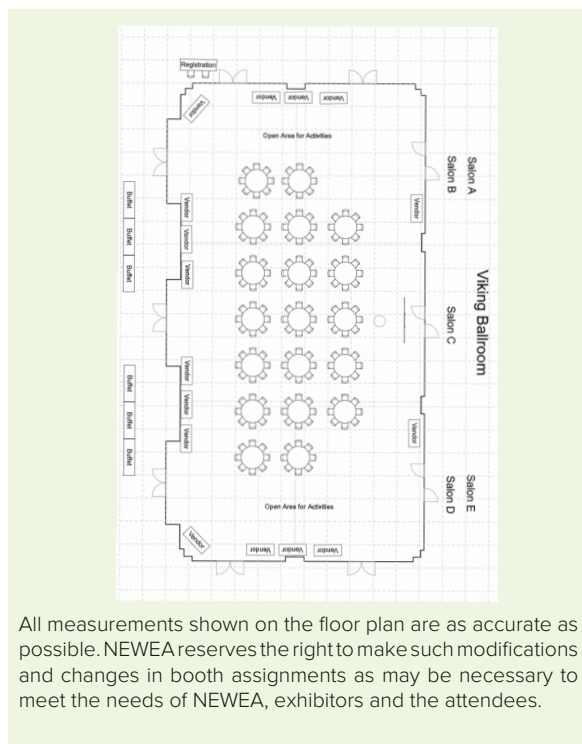 Registration
Vendor
Vendor
Vendor
Vendor
Open Area for Activities
Salon A
Salon B
Vendor
Buffet
Buffet
Buffet
Vendor
Vendor
Vendor
Viking Ballroom
Salon C
Vendor
Vendor
Vendor
Buffet
Buffet
Buffet
Vendor
Salon E
Salon D
Open Area for Activities
Vendor
Vendor
Vendor
Vendor
All measurements shown on the floor plan are as accurate as
possible. NEWEA reserves the right to make such modifications
and changes in booth assignments as may be necessary to
meet the needs of NEWEA, exhibitors and the attendees.